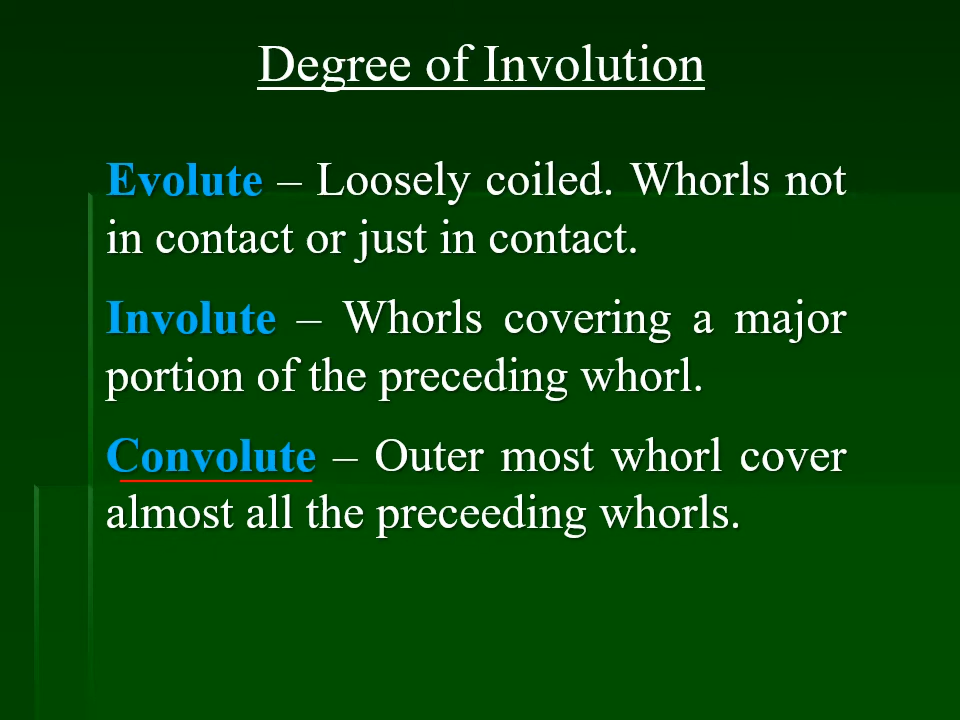 Degree of Involution
Evolute – Loosely coiled. Whorls not
in contact or just in contact.
Involute – Whorls covering a major
portion of the preceding whorl.
Convolute – Outer most whorl cover
almost all the preceeding whorls.